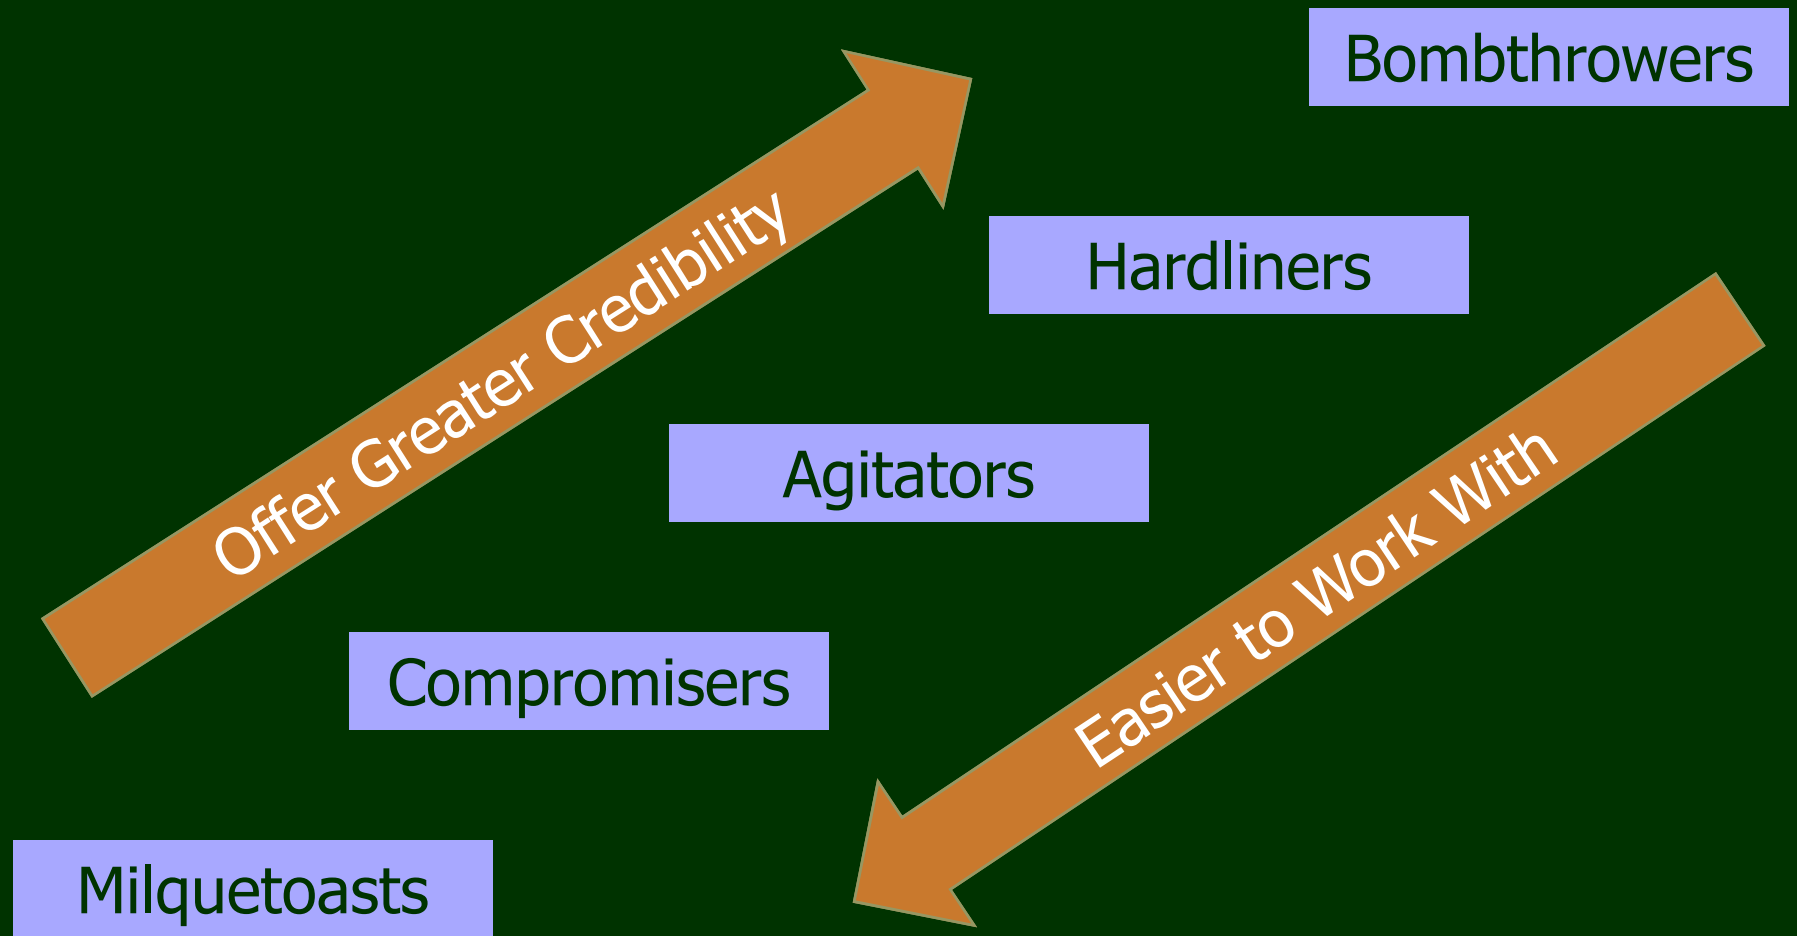 Bombthrowers
Offer Greater Credibility
Hardliners
Agitators
Easier to Work With
Compromisers
Milquetoasts